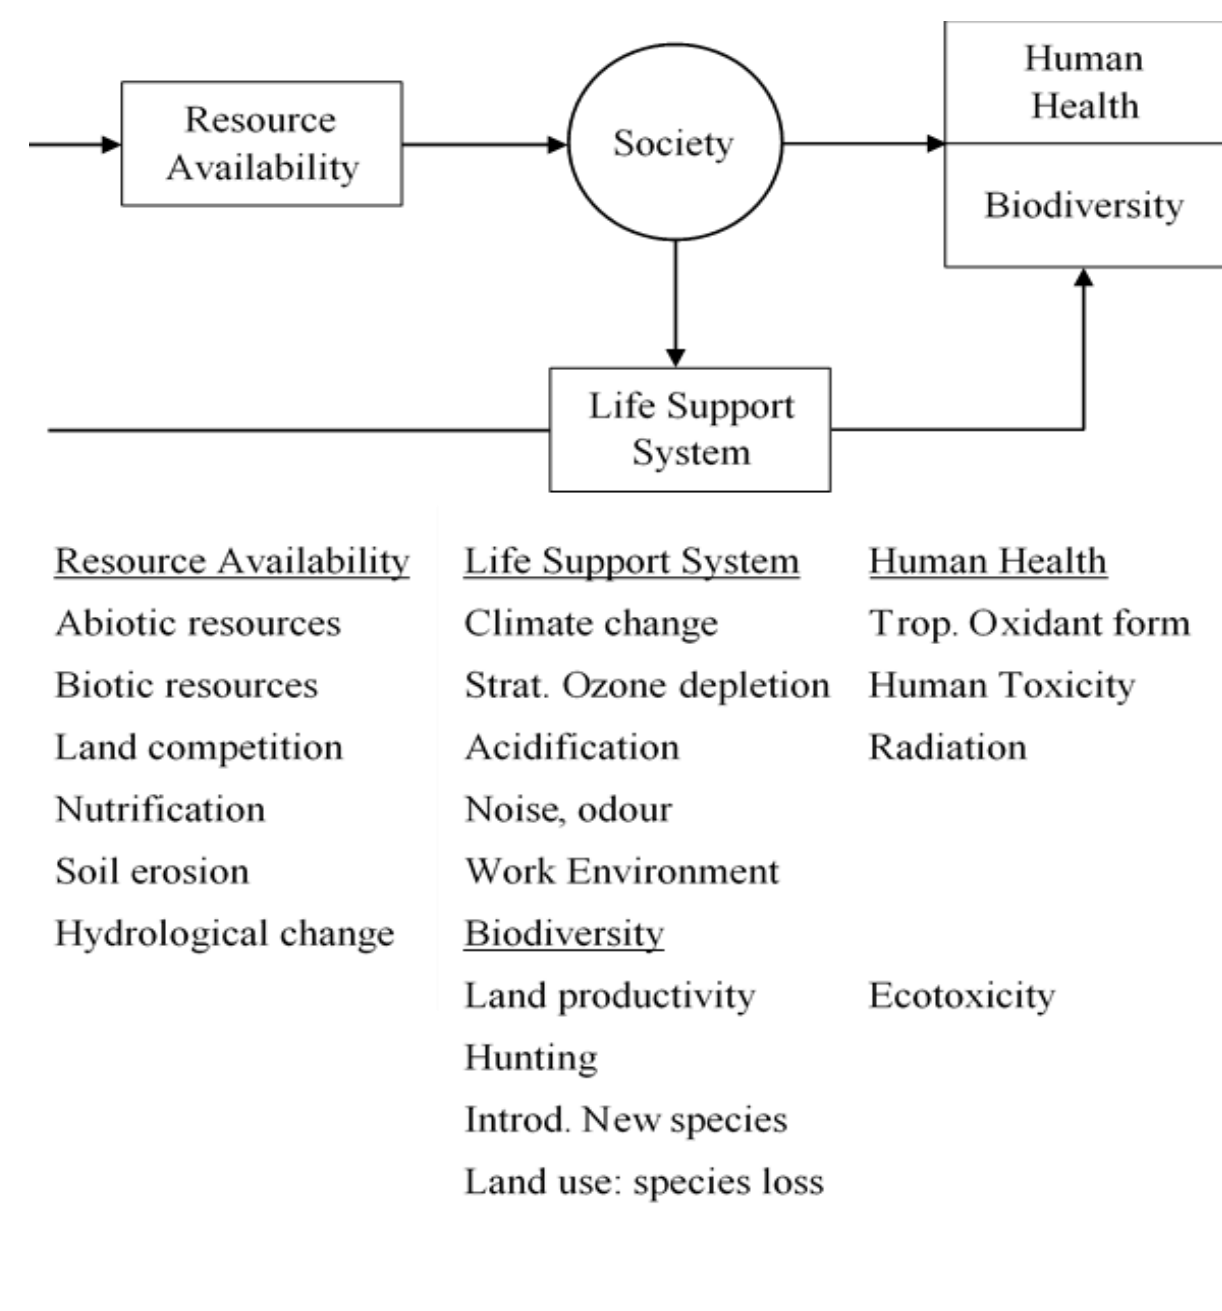 Resource
Availability
Society
Human
Health
Biodiversity
Life Support
System
Resource Availability
Abiotic resources
Biotic resources
Land competition
Nutrification
Soil erosion
Hydrological change
Life Support System
Climate change
Strat. Ozone depletion
Acidification
Noise, odour
Work Environment
Biodiversity
Land productivity
Hunting
Introd. New species
Land use: species loss
Human Health
Trop. Oxidant form
Human Toxicity
Radiation
Ecotoxicity